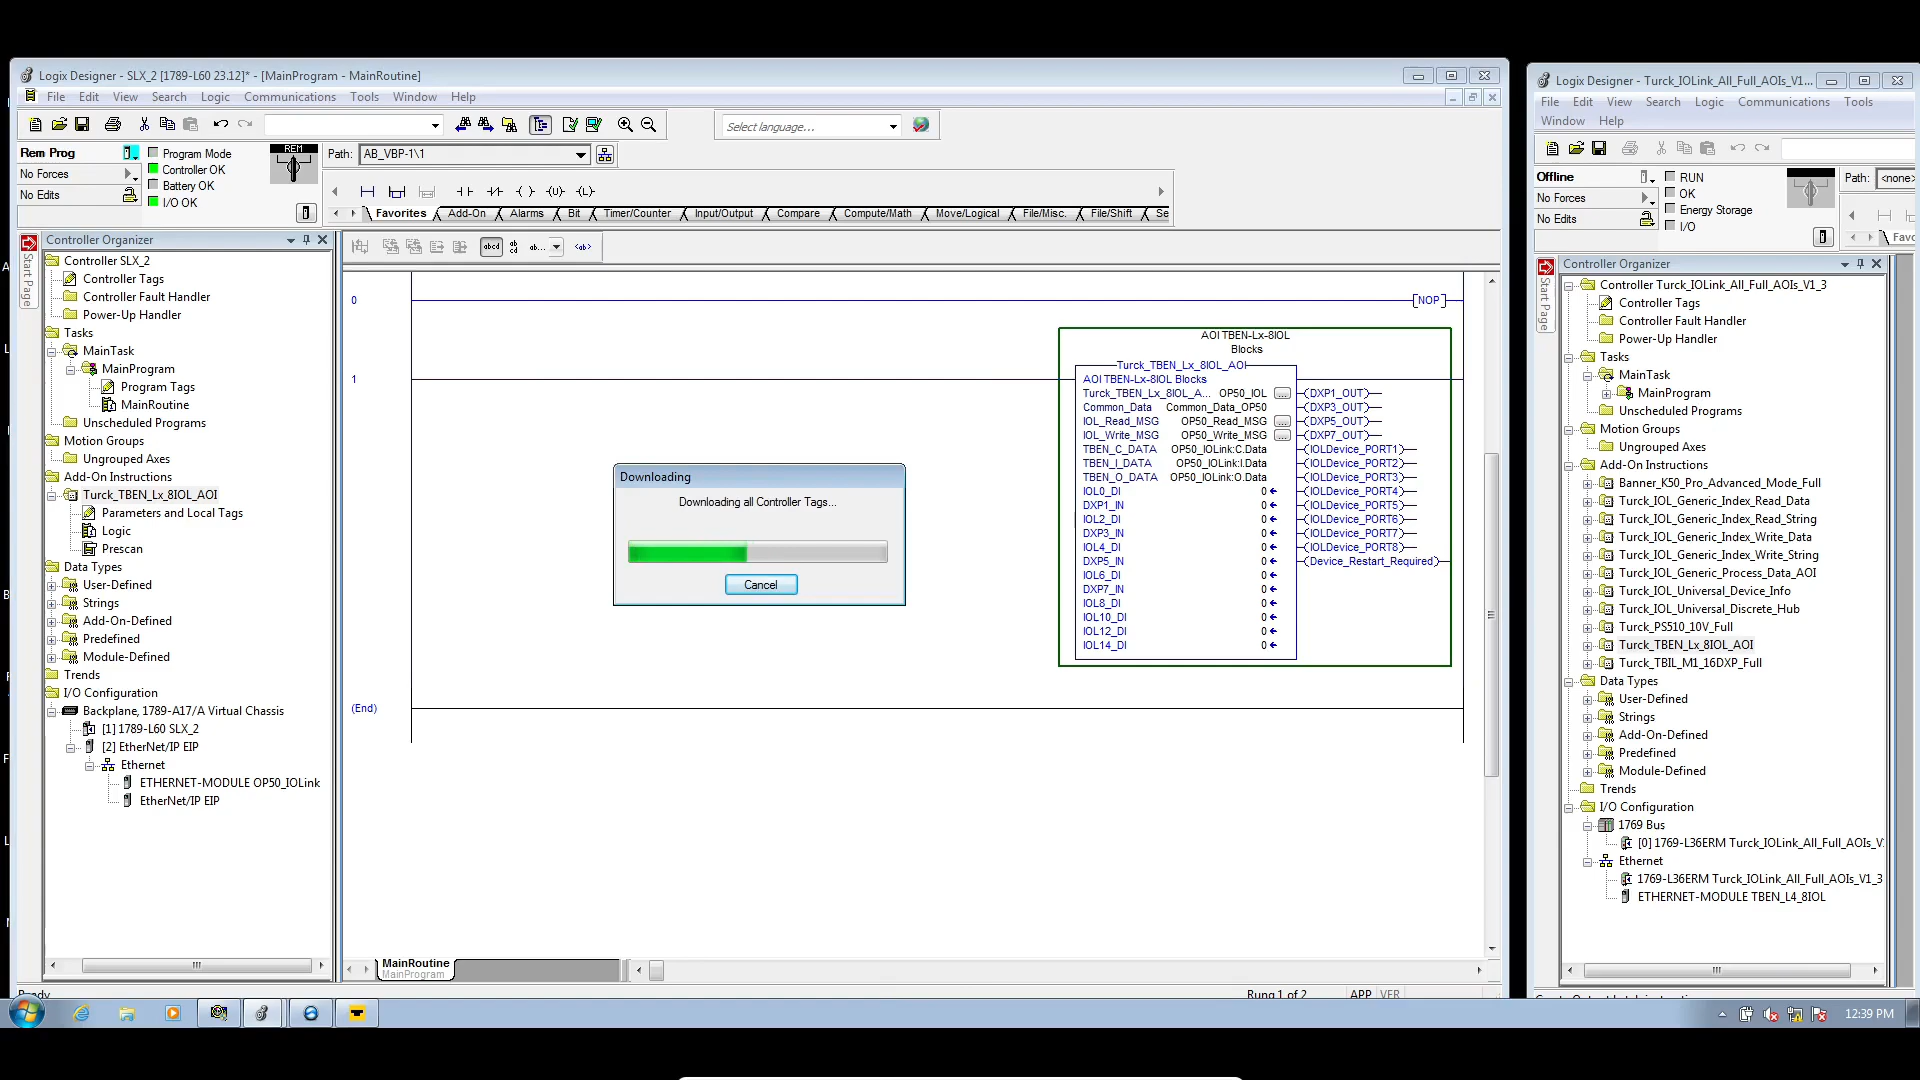 Logix Designer - SLX_2 [1789-L60 23.12]* - [MainProgram - MainRoutine]
File Edit View Search Logic Communications Tools Window Help
Select language...
Rem Prog
No Forces
No Edits
Program Mode
Controller OK
Battery OK
I/O OK
REM
Path: AB_VBP-1\1
Favorites Add-On Alarms Bit Timer/Counter Input/Output Compare Compute/Math Move/Logical File/Misc. File/Shift Se
Start Page
Controller Organizer
Controller SLX_2
Controller Tags
Controller Fault Handler
Power-Up Handler
Tasks
MainTask
MainProgram
Program Tags
MainRoutine
Unscheduled Programs
Motion Groups
Ungrouped Axes
Add-On Instructions
Turck_TBEN_Lx_8IOL_AOI
Parameters and Local Tags
Logic
Prescan
Data Types
User-Defined
Strings
Add-On-Defined
Predefined
Module-Defined
Trends
I/O Configuration
Backplane, 1789-A17/A Virtual Chassis
[1] 1789-L60 SLX_2
[2] EtherNet/IP EIP
Ethernet
ETHERNET-MODULE OP50_IOLink
EtherNet/IP EIP
abcd
ab...
0
NOP
1
AOI TBEN-Lx-8IOL
Blocks
Turck_TBEN_Lx_8IOL_AOI
AOI TBEN-Lx-8IOL Blocks
Turck_TBEN_Lx_8IOL_A... OP50_IOL ... DXP1_OUT
Common_Data Common_Data_OP50 DXP3_OUT
IOL_Read_MSG OP50_Read_MSG ... DXP5_OUT
IOL_Write_MSG OP50_Write_MSG ... DXP7_OUT
TBEN_C_DATA OP50_IOLink:C.Data IOLDevice_PORT1
TBEN_I_DATA OP50_IOLink:I.Data IOLDevice_PORT2
TBEN_O_DATA OP50_IOLink:O.Data IOLDevice_PORT3
IOL0_DI 0 IOLDevice_PORT4
DXP1_IN 0 IOLDevice_PORT5
IOL2_DI 0 IOLDevice_PORT6
DXP3_IN 0 IOLDevice_PORT7
IOL4_DI 0 IOLDevice_PORT8
DXP5_IN 0 Device_Restart_Required
IOL6_DI 0
DXP7_IN 0
IOL8_DI 0
IOL10_DI 0
IOL12_DI 0
IOL14_DI 0
(End)
Downloading
Downloading all Controller Tags...
Cancel
MainRoutine
MainProgram
Ready
Rung 1 of 2 APP VER
Logix Designer - Turck_IOLink_All_Full_AOIs_V1...
File Edit View Search Logic Communications Tools
Window Help
Offline
No Forces
No Edits
RUN
OK
Energy Storage
I/O
Path: <none>
Favo
Start Page
Controller Organizer
Controller Turck_IOLink_All_Full_AOIs_V1_3
Controller Tags
Controller Fault Handler
Power-Up Handler
Tasks
MainTask
MainProgram
Unscheduled Programs
Motion Groups
Ungrouped Axes
Add-On Instructions
Banner_K50_Pro_Advanced_Mode_Full
Turck_IOL_Generic_Index_Read_Data
Turck_IOL_Generic_Index_Read_String
Turck_IOL_Generic_Index_Write_Data
Turck_IOL_Generic_Index_Write_String
Turck_IOL_Generic_Process_Data_AOI
Turck_IOL_Universal_Device_Info
Turck_IOL_Universal_Discrete_Hub
Turck_PS510_10V_Full
Turck_TBEN_Lx_8IOL_AOI
Turck_TBIL_M1_16DXP_Full
Data Types
User-Defined
Strings
Add-On-Defined
Predefined
Module-Defined
Trends
I/O Configuration
1769 Bus
[0] 1769-L36ERM Turck_IOLink_All_Full_AOIs_V
Ethernet
1769-L36ERM Turck_IOLink_All_Full_AOIs_V1_3
ETHERNET-MODULE TBEN_L4_8IOL
12:39 PM